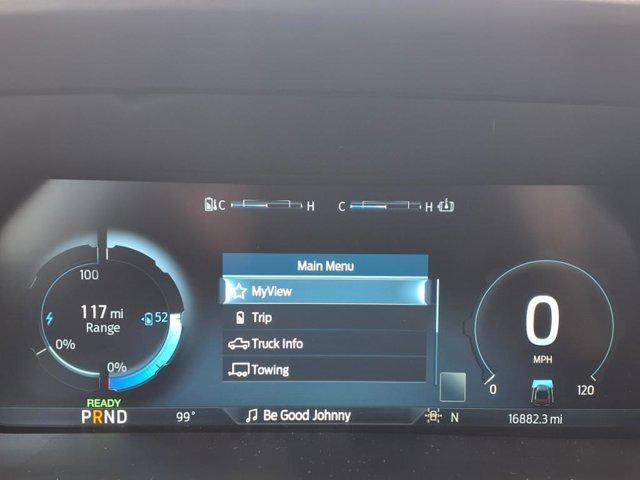 C H C H
100
117 mi
Range
52
0%
0%
READY
PRND
99°
Main Menu
MyView
Trip
Truck Info
Towing
Be Good Johnny
N
0
MPH
0 120
16882.3 mi